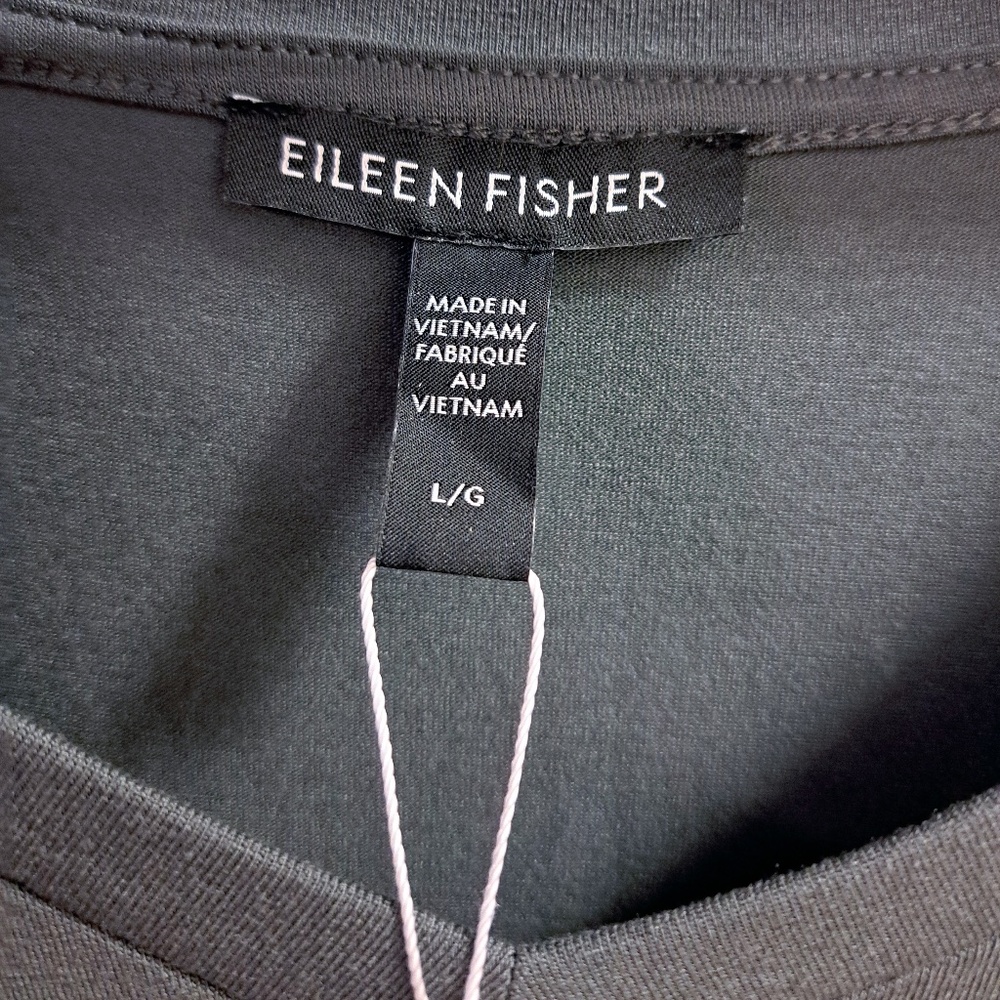 EILEEN FISHER
MADE IN
VIETNAM/
FABRIQUÉ
AU
VIETNAM
L/G